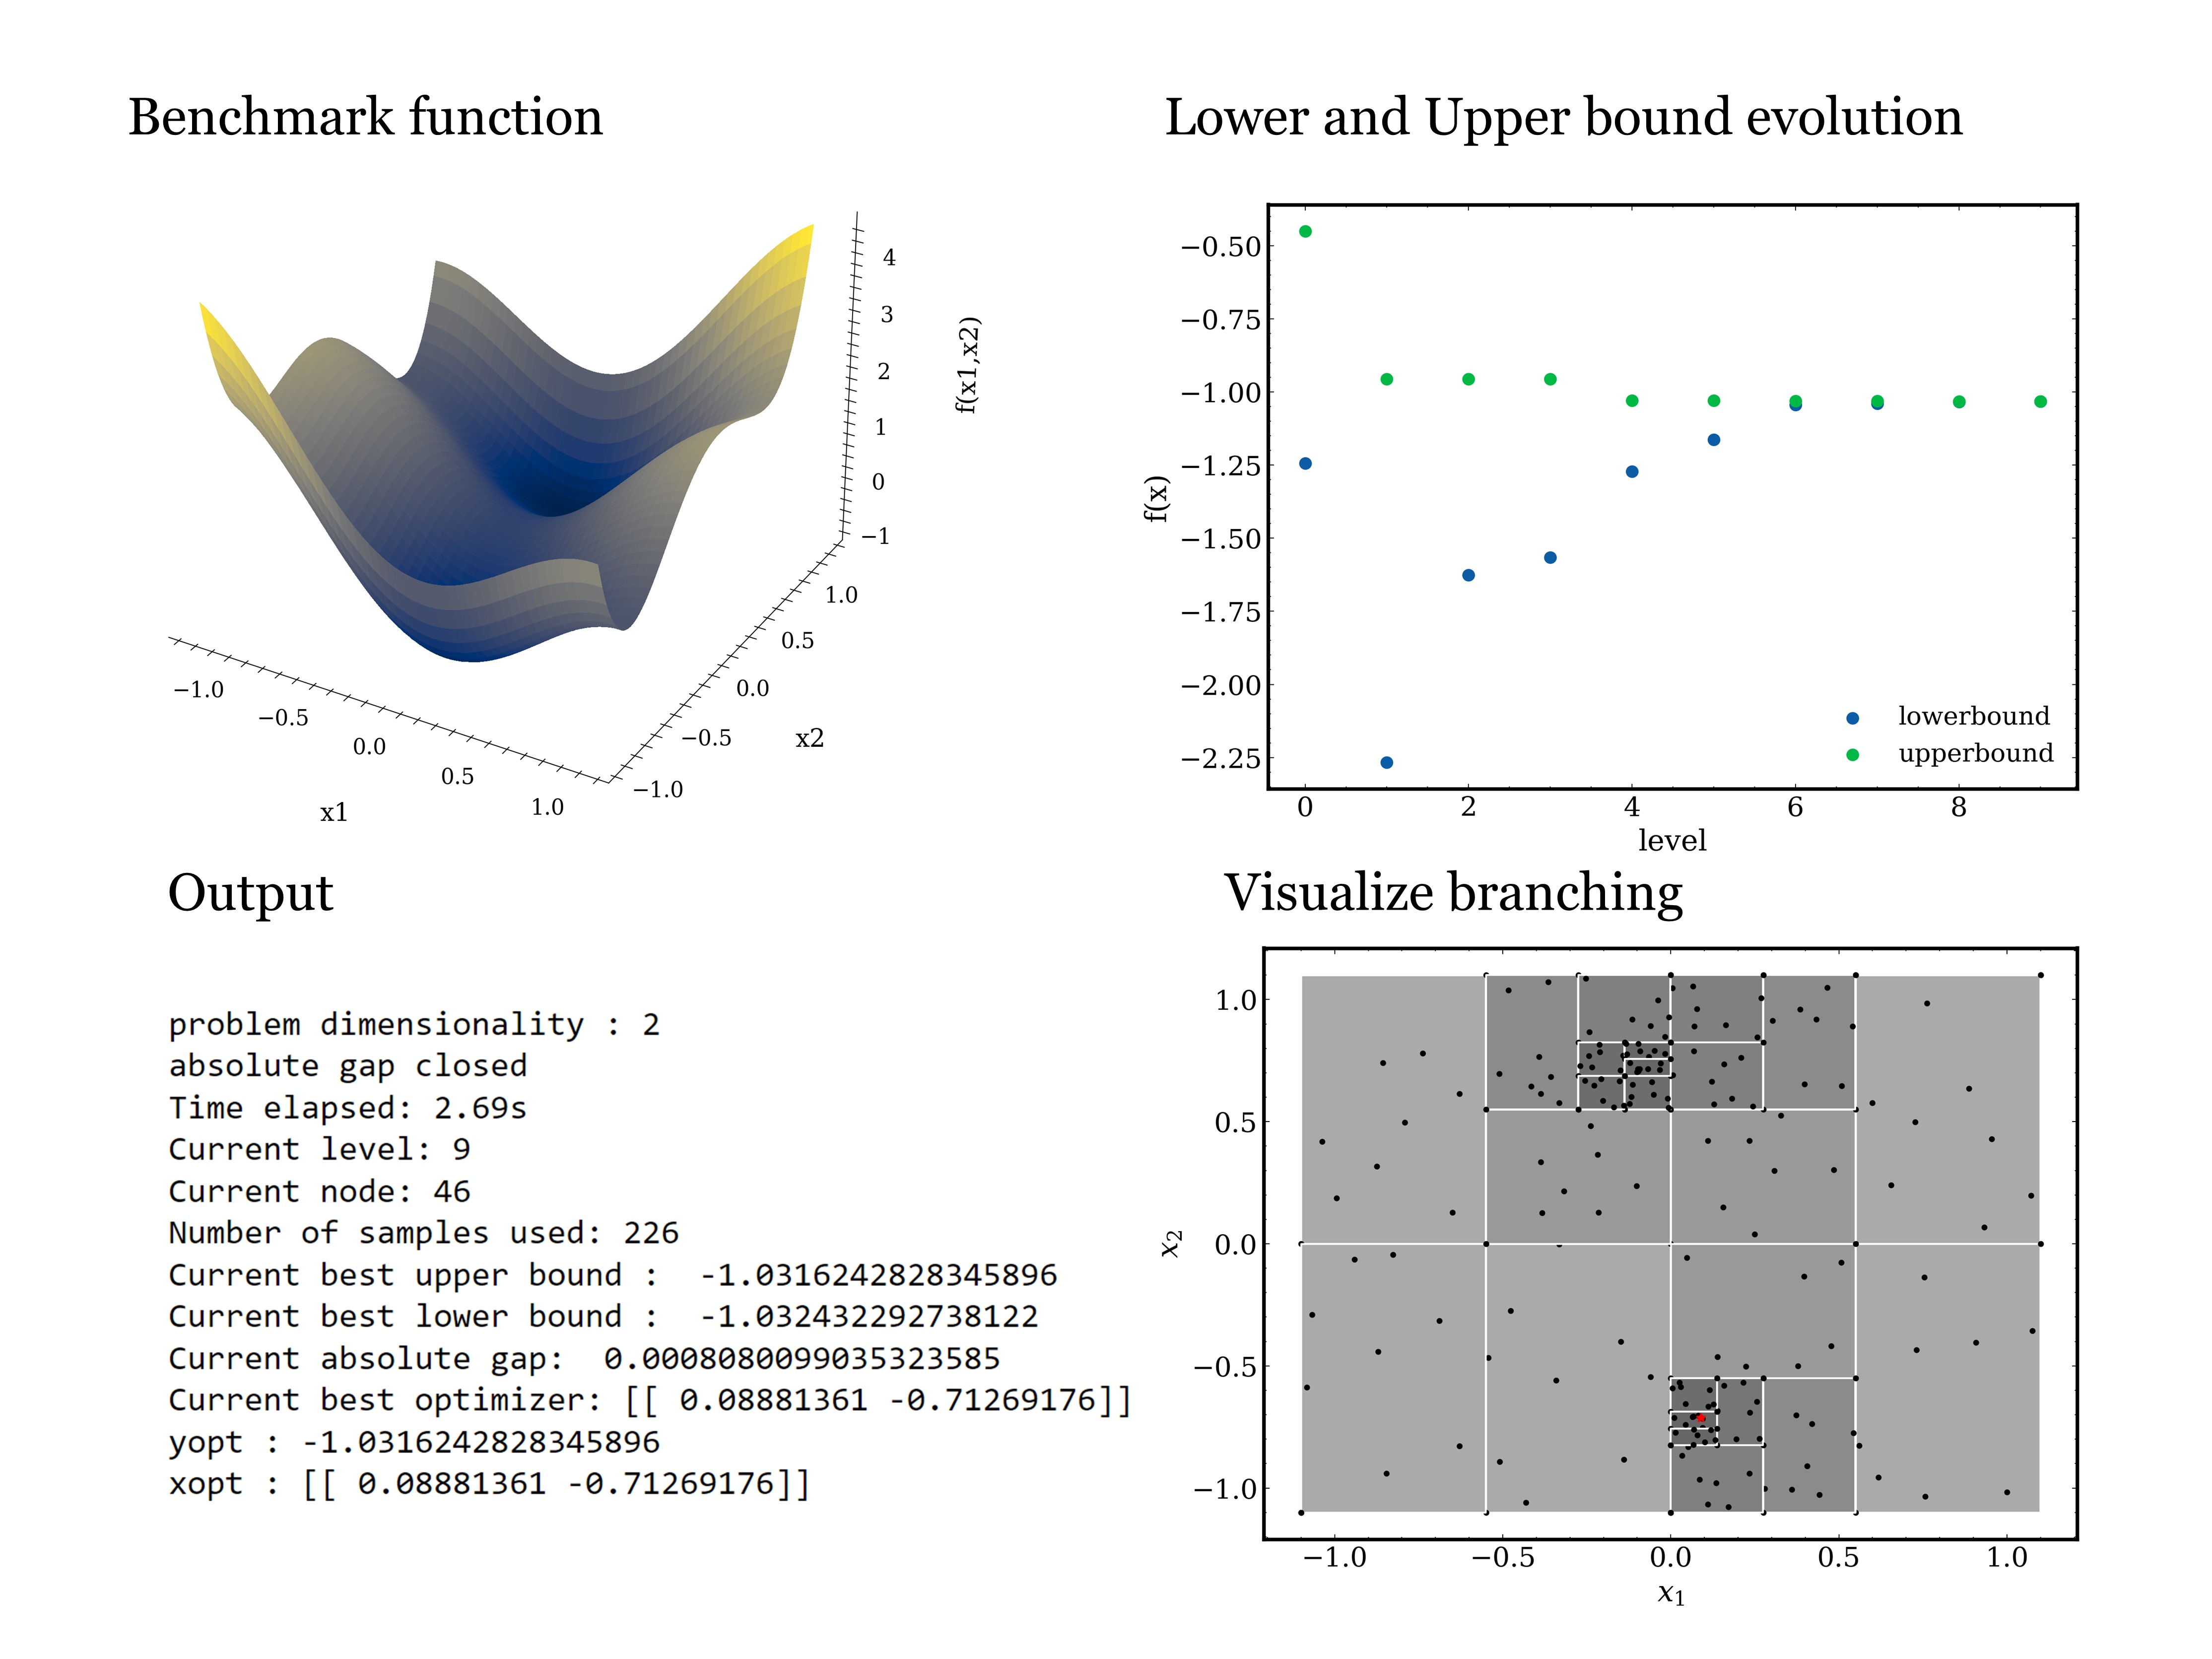 Benchmark function
4
3
2
1
0
−1
f(x1,x2)
1.0
0.5
0.0
−0.5
−1.0
x2
−1.0
−0.5
0.0
0.5
1.0
x1
Lower and Upper bound evolution
−0.50
−0.75
−1.00
−1.25
−1.50
−1.75
−2.00
−2.25
f(x)
lowerbound
upperbound
0 2 4 6 8
level
Output
problem dimensionality : 2
absolute gap closed
Time elapsed: 2.69s
Current level: 9
Current node: 46
Number of samples used: 226
Current best upper bound :  -1.0316242828345896
Current best lower bound :  -1.032432292738122
Current absolute gap:  0.0008080099035323585
Current best optimizer: [[ 0.08881361 -0.71269176]]
yopt : -1.0316242828345896
xopt : [[ 0.08881361 -0.71269176]]
Visualize branching
1.0
0.5
0.0
−0.5
−1.0
x2
−1.0 −0.5 0.0 0.5 1.0
x1